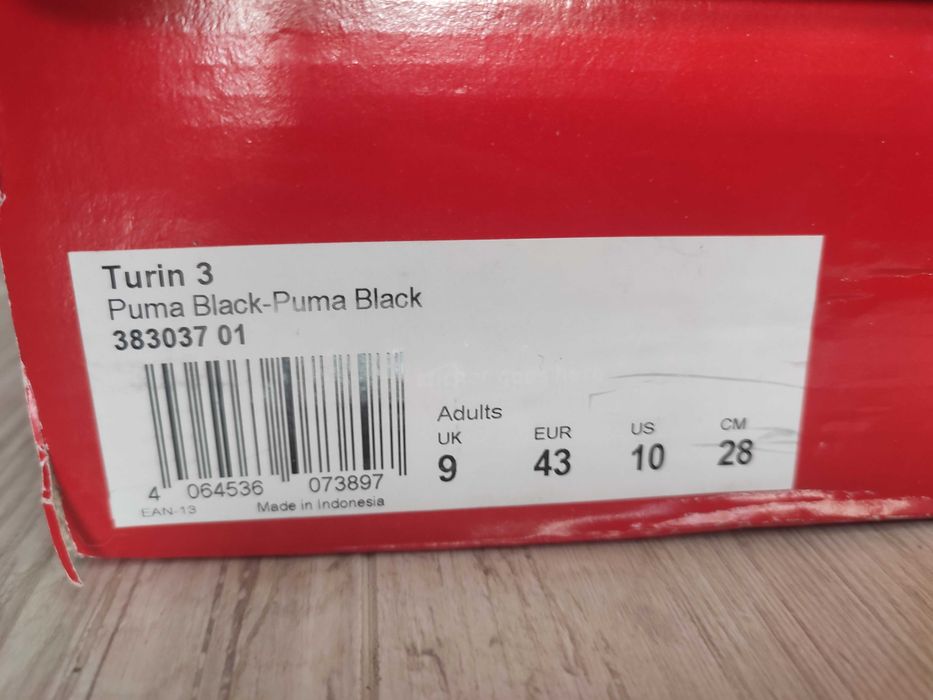 Turin 3
Puma Black-Puma Black
383037 01
4 064536 073897
EAN-13
Made in Indonesia
Adults
UK EUR US CM
9 43 10 28